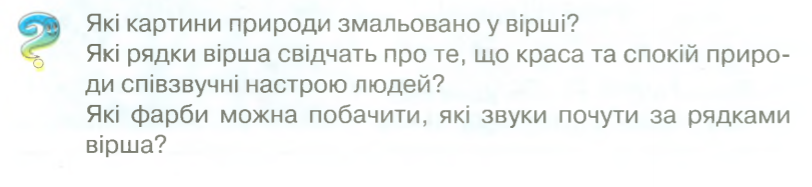 Які картини природи змальовано у вірші?
Які рядки вірша свідчать про те, що краса та спокій приро-
ди співзвучні настрою людей?
Які фарби можна побачити, які звуки почути за рядками
вірша?